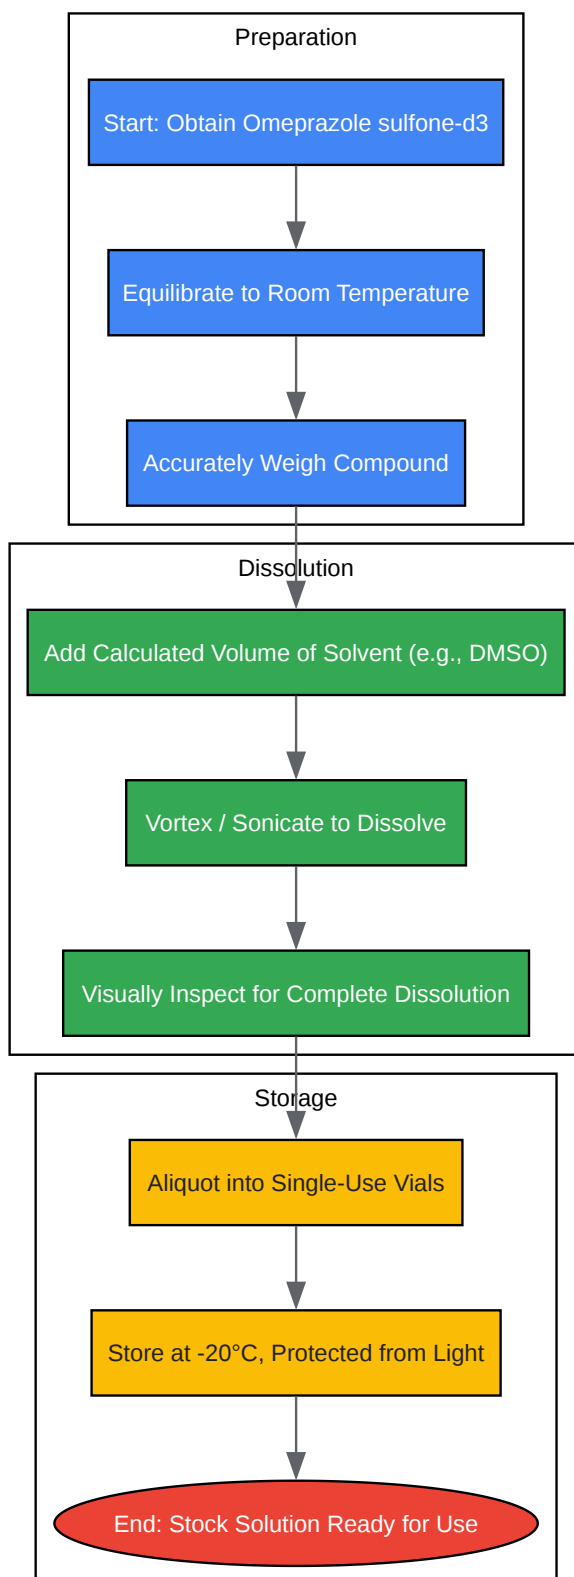 Preparation
Start: Obtain Omeprazole sulfone-d3
Equilibrate to Room Temperature
Accurately Weigh Compound
Dissolution
Add Calculated Volume of Solvent (e.g., DMSO)
Vortex / Sonicate to Dissolve
Visually Inspect for Complete Dissolution
Storage
Aliquot into Single-Use Vials
Store at -20°C, Protected from Light
End: Stock Solution Ready for Use